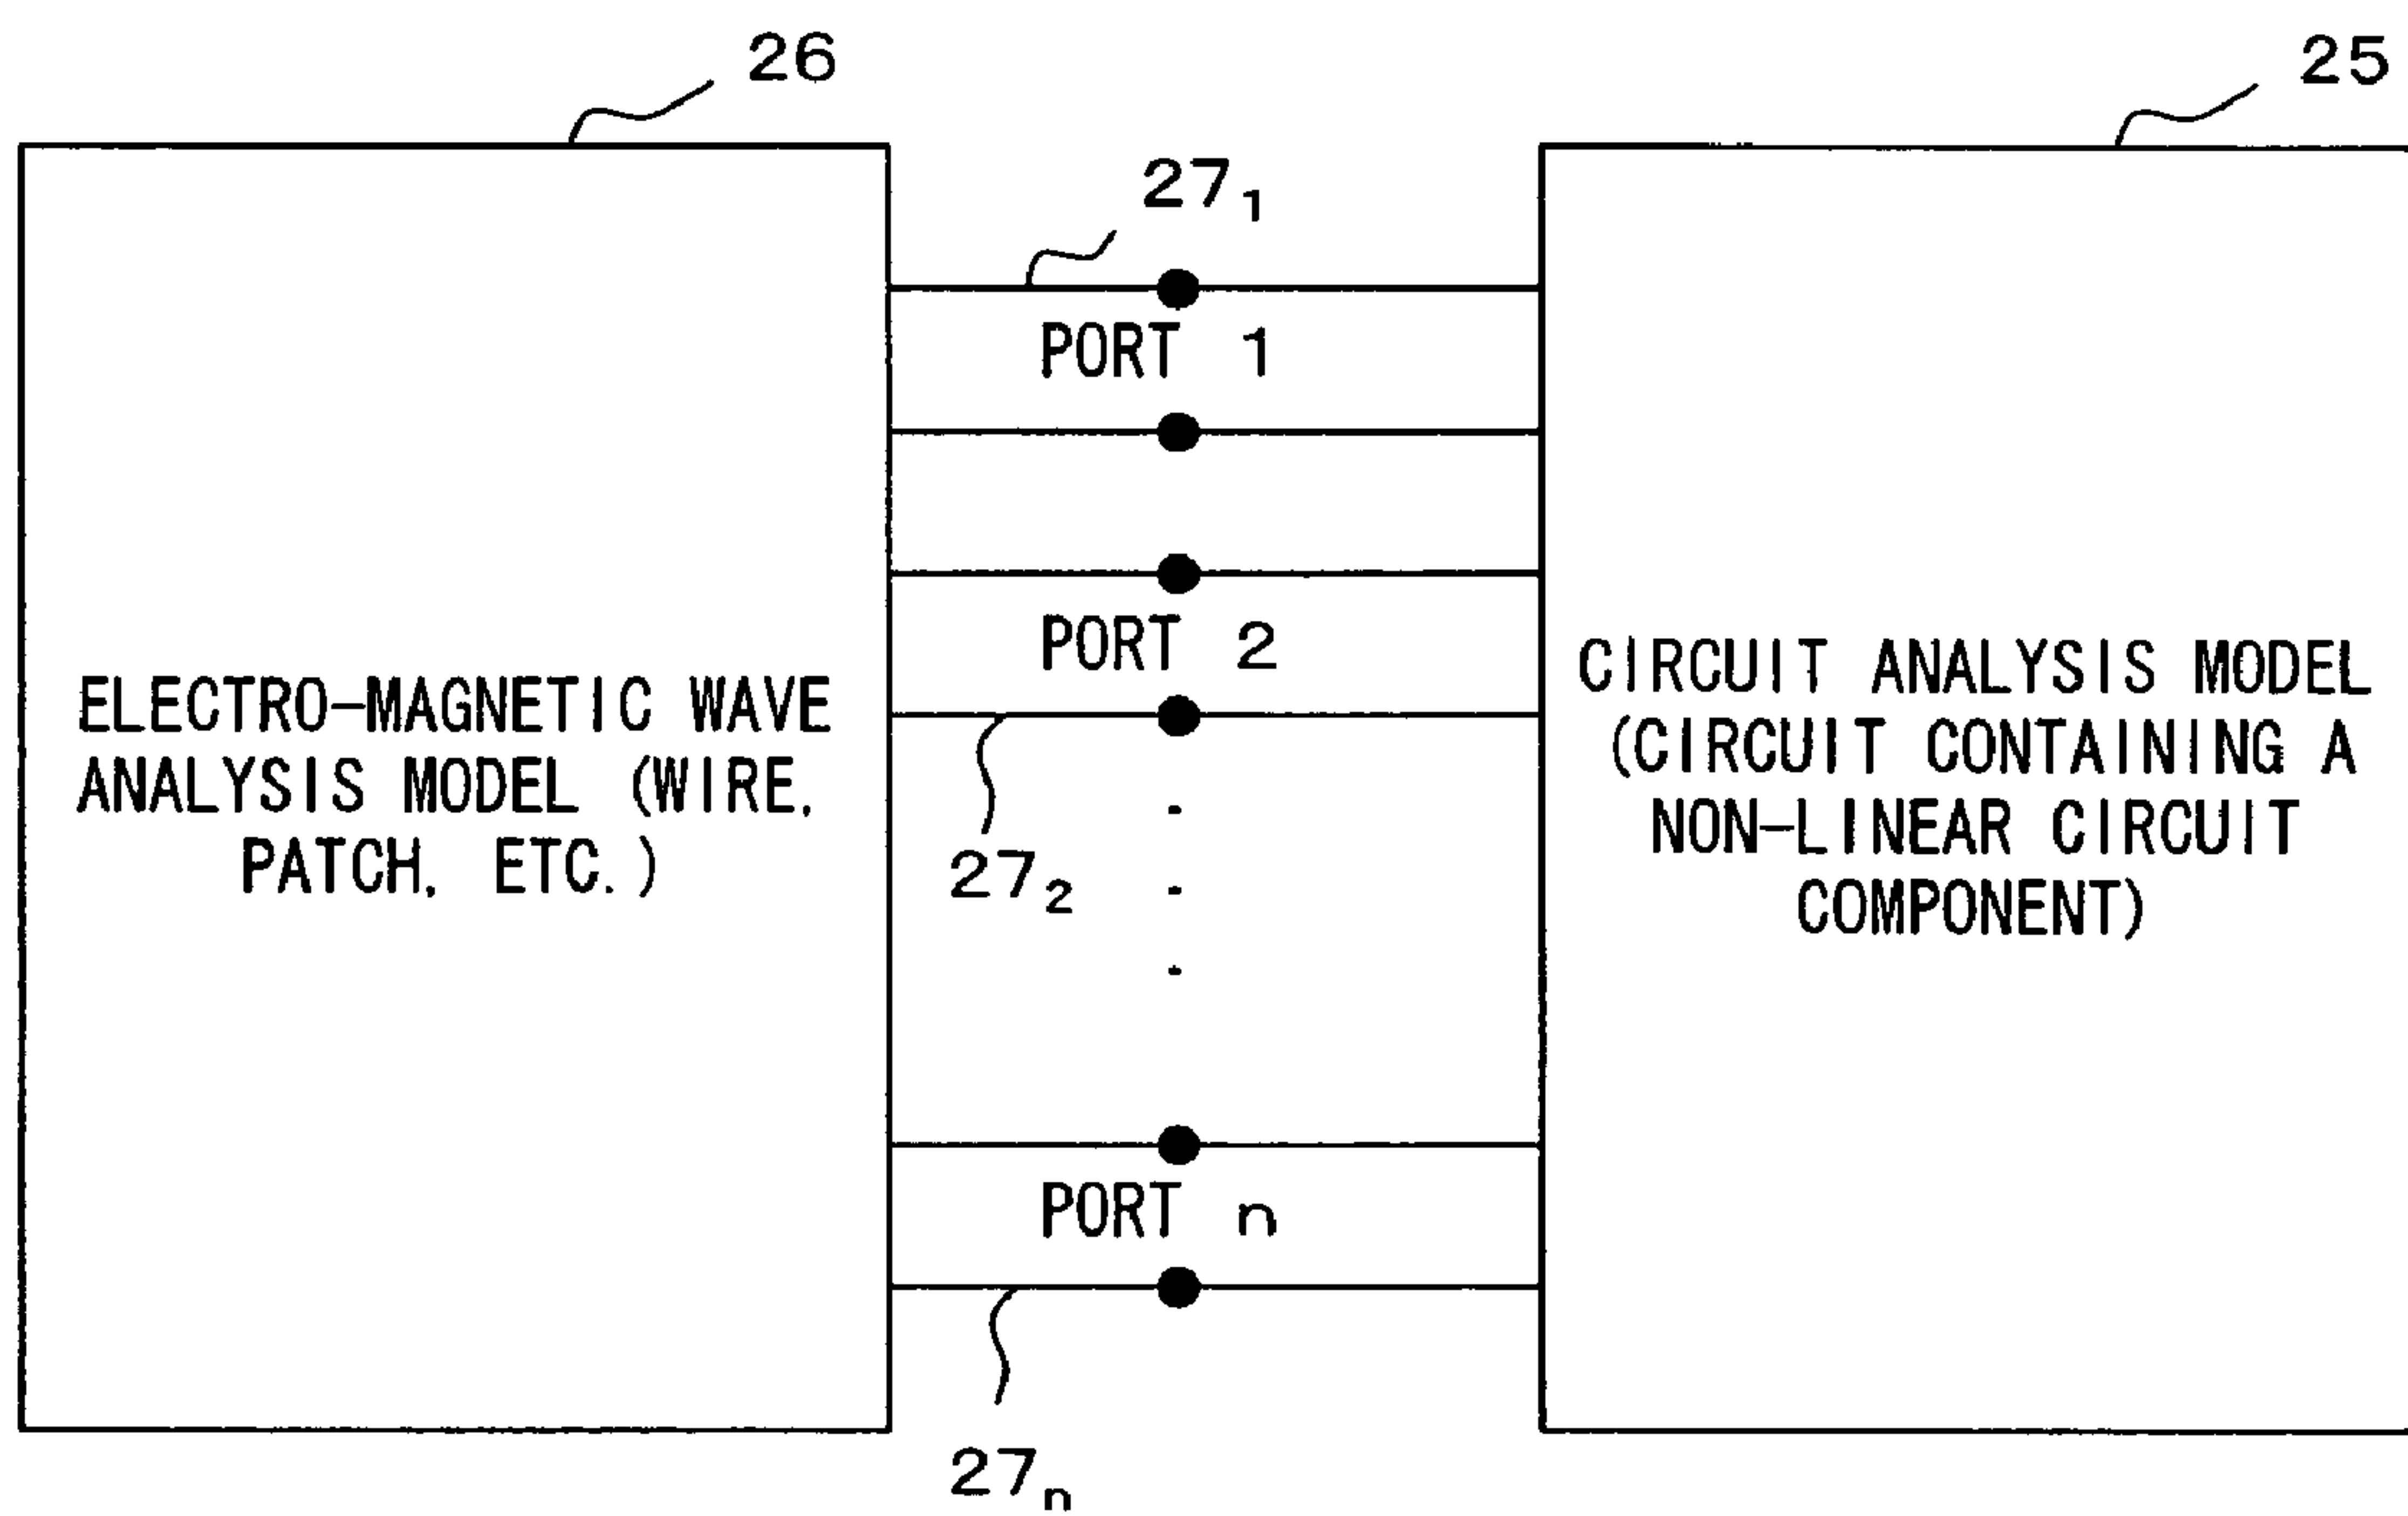 26
25
27₁
PORT 1
PORT 2
ELECTRO-MAGNETIC WAVE
ANALYSIS MODEL (WIRE,
PATCH, ETC.)
27₂
CIRCUIT ANALYSIS MODEL
(CIRCUIT CONTAINING A
NON-LINEAR CIRCUIT
COMPONENT)
PORT n
27ₙ